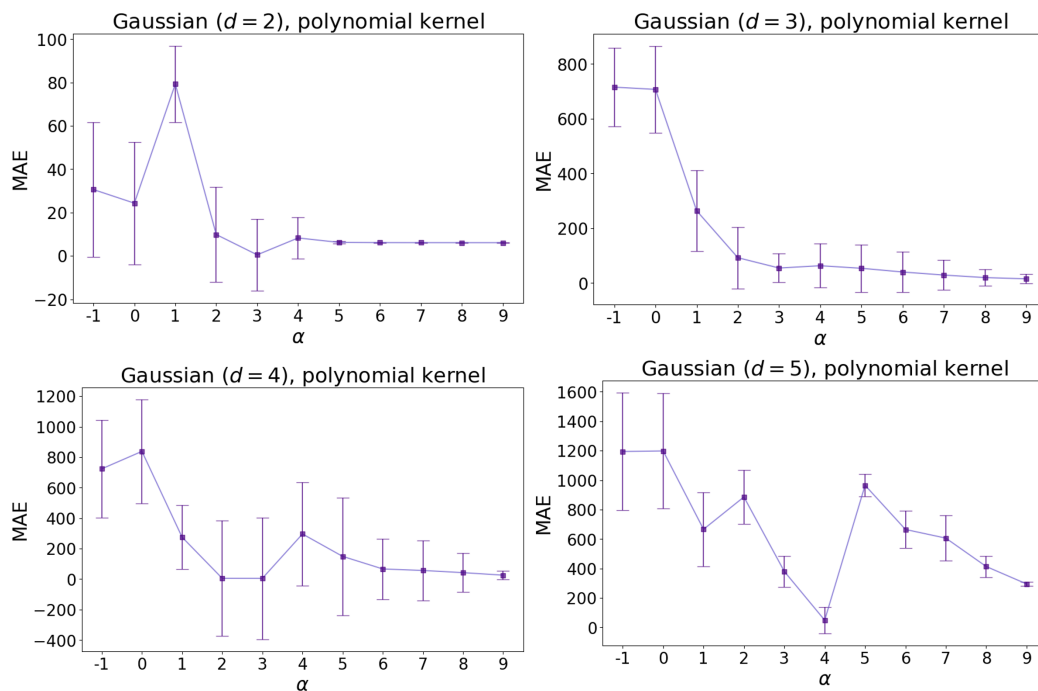 Gaussian (d = 2), polynomial kernel
100
80
60
40
20
0
−20
MAE
-1 0 1 2 3 4 5 6 7 8 9
α
Gaussian (d = 3), polynomial kernel
800
600
400
200
0
MAE
-1 0 1 2 3 4 5 6 7 8 9
α
Gaussian (d = 4), polynomial kernel
1200
1000
800
600
400
200
0
−200
−400
MAE
-1 0 1 2 3 4 5 6 7 8 9
α
Gaussian (d = 5), polynomial kernel
1600
1400
1200
1000
800
600
400
200
0
MAE
-1 0 1 2 3 4 5 6 7 8 9
α